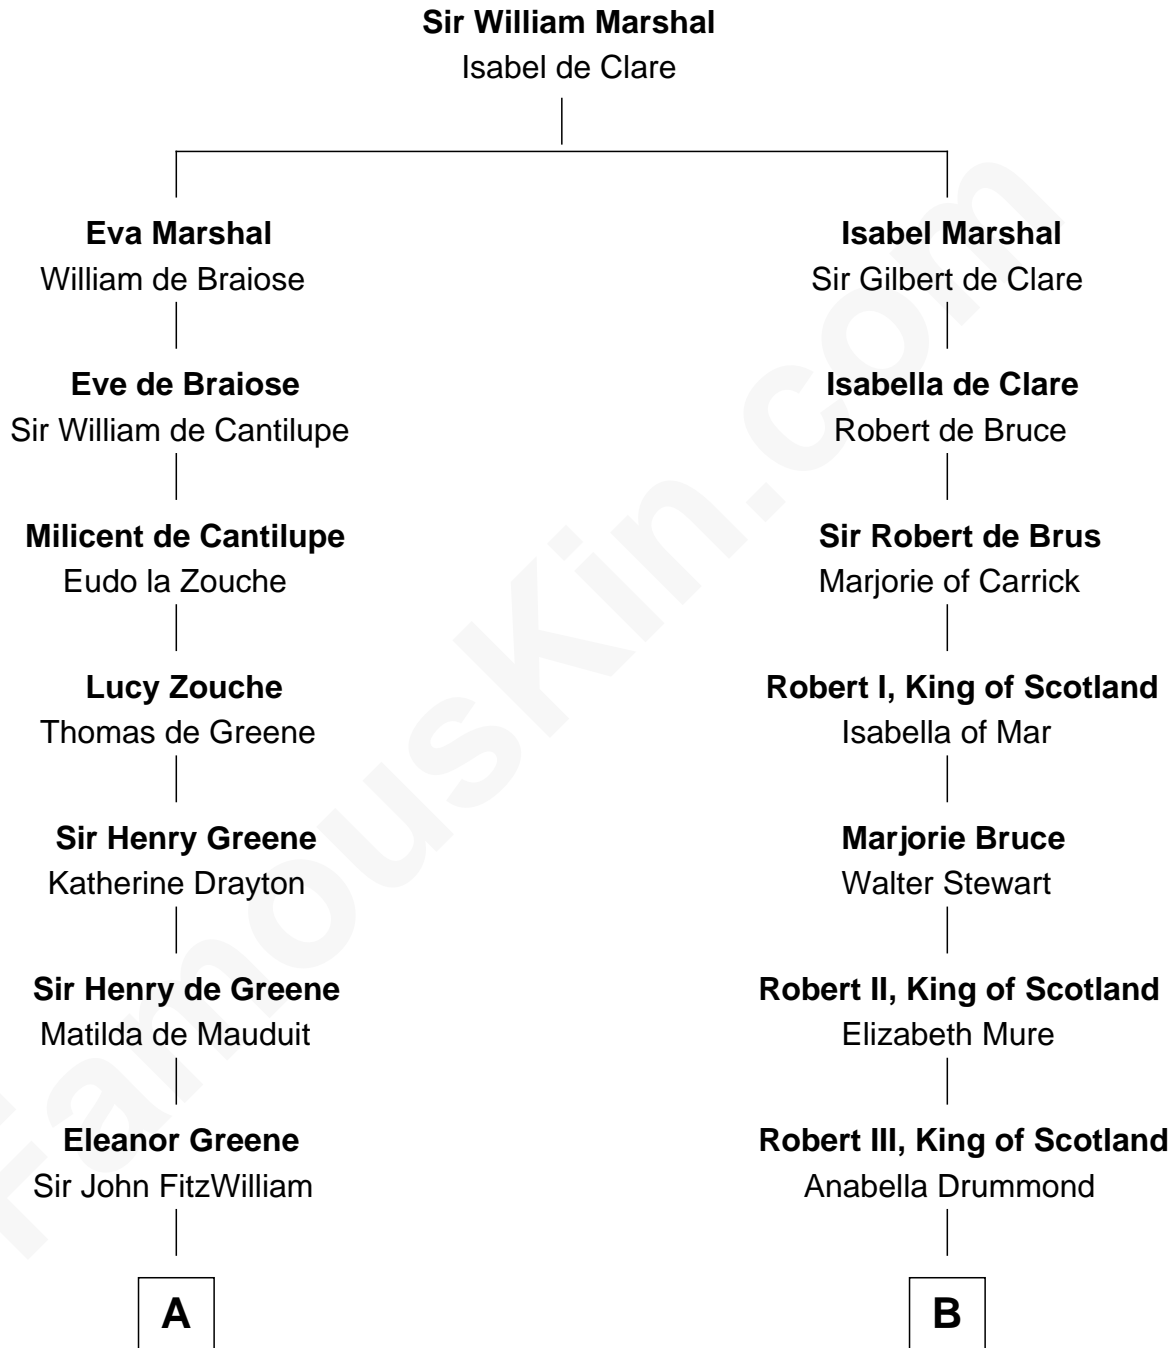 Sir William Marshal
Isabel de Clare
Eva Marshal
William de Braiose
Isabel Marshal
Sir Gilbert de Clare
Eve de Braiose
Sir William de Cantilupe
Isabella de Clare
Robert de Bruce
Milicent de Cantilupe
Eudo la Zouche
Sir Robert de Brus
Marjorie of Carrick
Lucy Zouche
Thomas de Greene
Robert I, King of Scotland
Isabella of Mar
Sir Henry Greene
Katherine Drayton
Marjorie Bruce
Walter Stewart
Sir Henry de Greene
Matilda de Mauduit
Robert II, King of Scotland
Elizabeth Mure
Eleanor Greene
Sir John FitzWilliam
Robert III, King of Scotland
Anabella Drummond
A
B
FamousKin.com